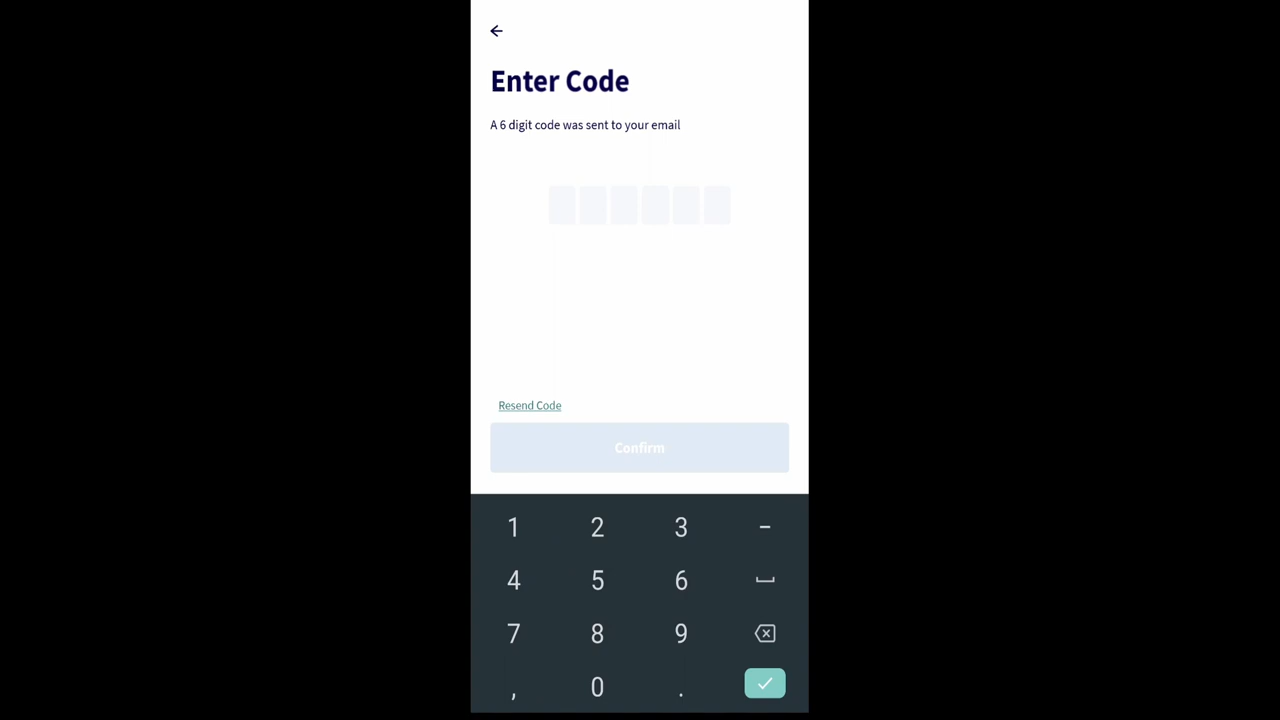 Enter Code
A 6 digit code was sent to your email
Resend Code
Confirm
1 2 3 -
4 5 6
7 8 9
, 0 .